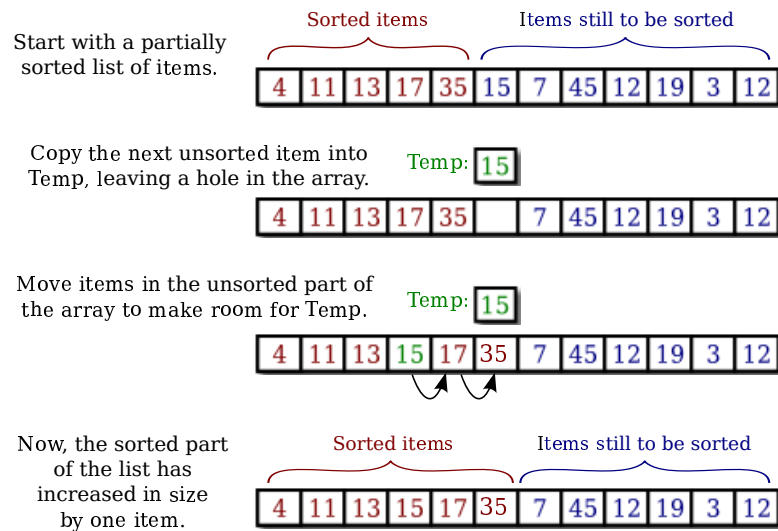 Sorted items
Items still to be sorted
Start with a partially
sorted list of items.
4 11 13 17 35 15 7 45 12 19 3 12
Copy the next unsorted item into
Temp, leaving a hole in the array.
Temp: 15
4 11 13 17 35 7 45 12 19 3 12
Move items in the unsorted part of
the array to make room for Temp.
Temp: 15
4 11 13 15 17 35 7 45 12 19 3 12
Now, the sorted part
of the list has
increased in size
by one item.
Sorted items
Items still to be sorted
4 11 13 15 17 35 7 45 12 19 3 12